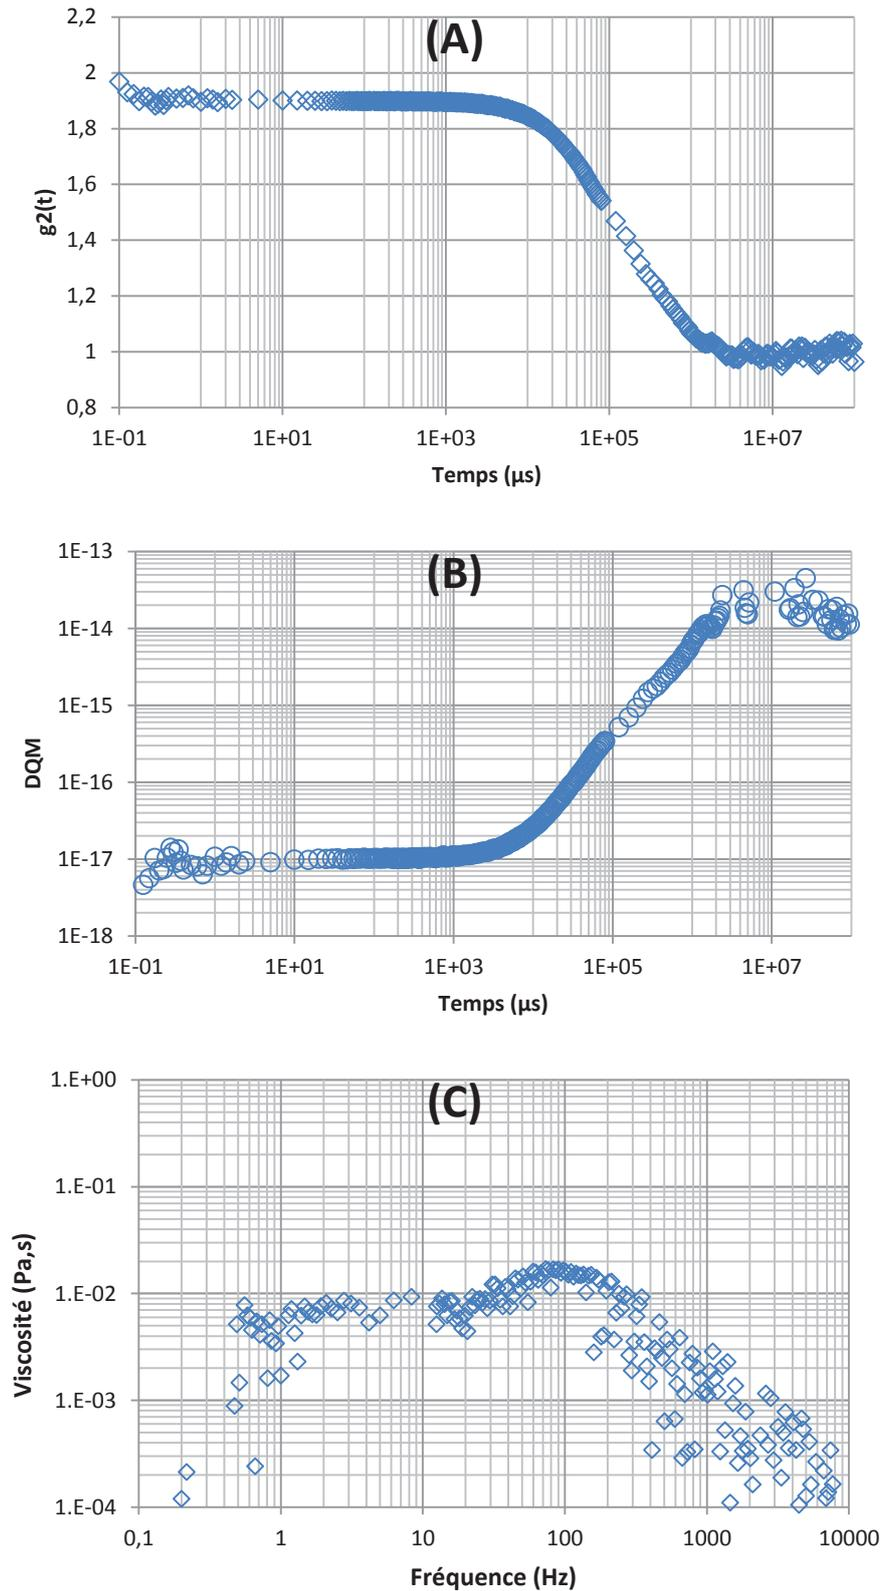 (A)
2,2
2
1,8
1,6
1,4
1,2
1
0,8
g2(t)
1E-01 1E+01 1E+03 1E+05 1E+07
Temps (µs)
(B)
1E-13
1E-14
1E-15
1E-16
1E-17
1E-18
DQM
1E-01 1E+01 1E+03 1E+05 1E+07
Temps (µs)
(C)
1.E+00
1.E-01
1.E-02
1.E-03
1.E-04
Viscosité (Pa,s)
0,1 1 10 100 1000 10000
Fréquence (Hz)